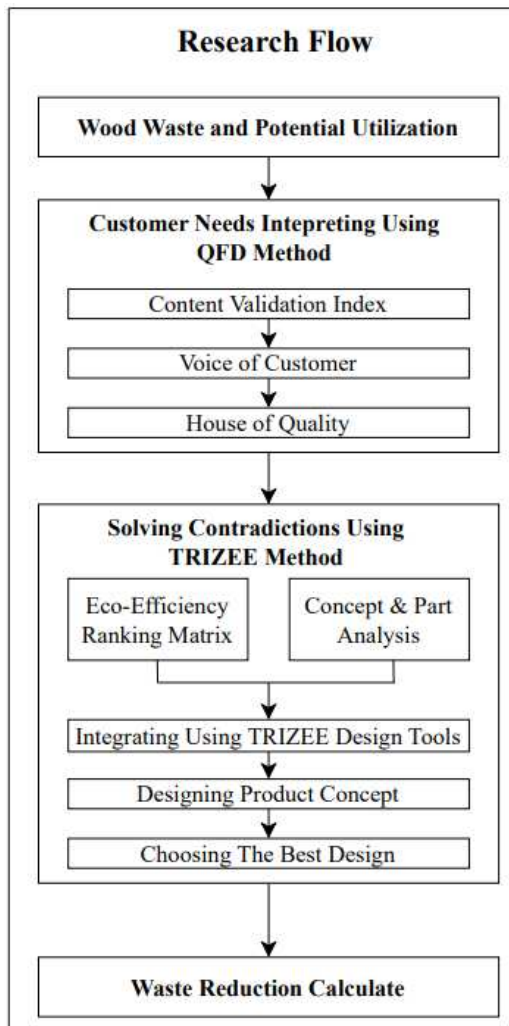 Research Flow
Wood Waste and Potential Utilization
Customer Needs Intepreting Using
QFD Method
Content Validation Index
Voice of Customer
House of Quality
Solving Contradictions Using
TRIZEE Method
Eco-Efficiency
Ranking Matrix
Concept & Part
Analysis
Integrating Using TRIZEE Design Tools
Designing Product Concept
Choosing The Best Design
Waste Reduction Calculate